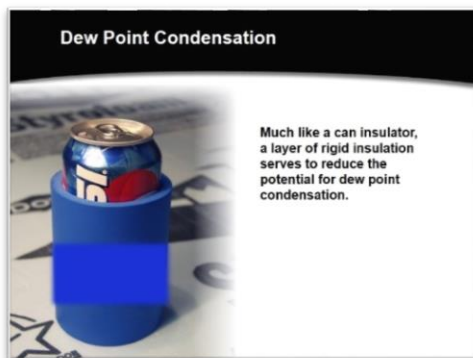 Dew Point Condensation
Much like a can insulator,
a layer of rigid insulation
serves to reduce the
potential for dew point
condensation.